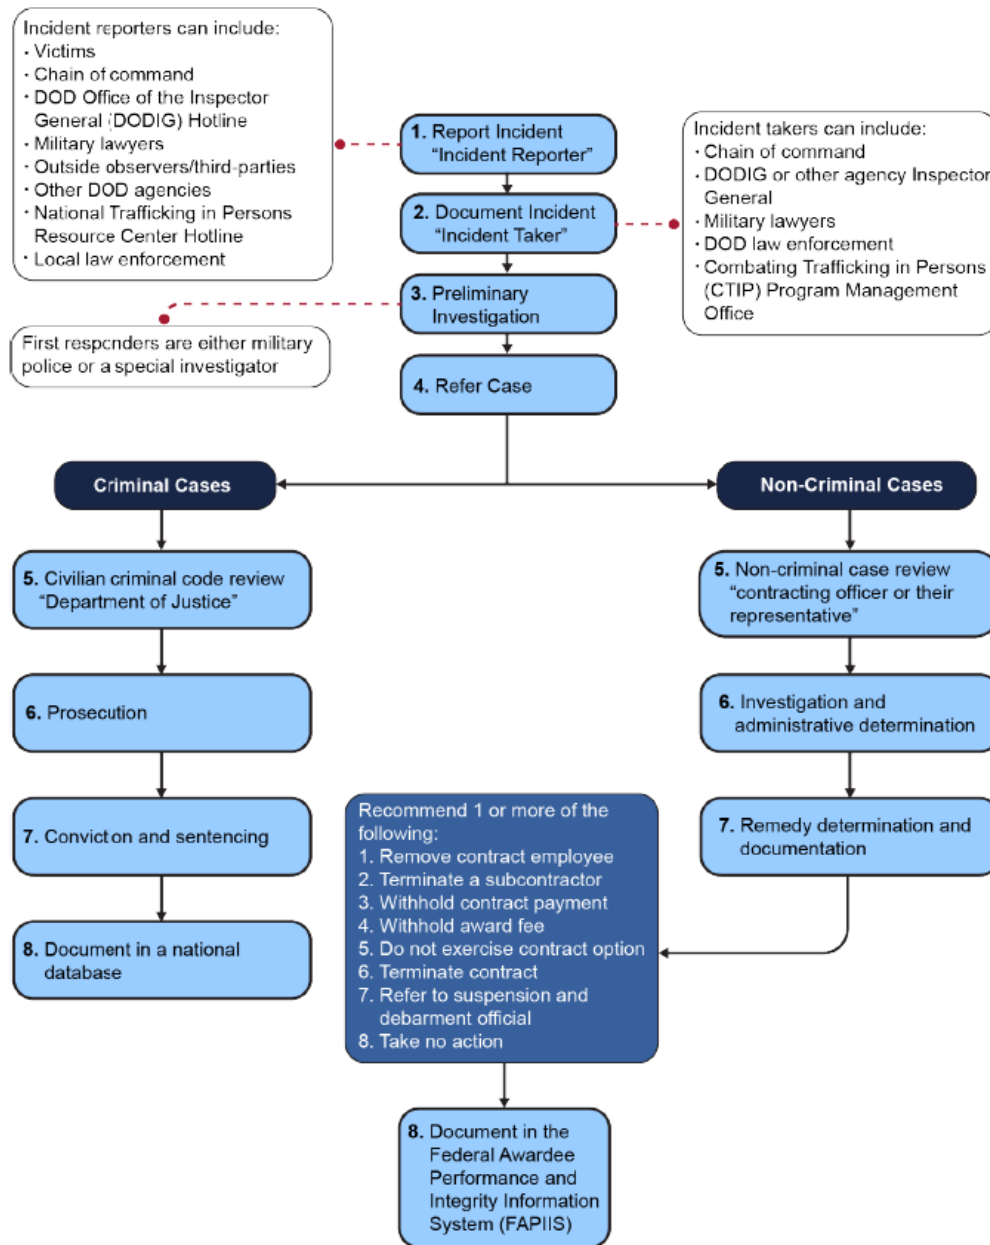 Incident reporters can include:
· Victims
· Chain of command
· DOD Office of the Inspector
General (DODIG) Hotline
· Military lawyers
· Outside observers/third-parties
· Other DOD agencies
· National Trafficking in Persons
Resource Center Hotline
· Local law enforcement
1. Report Incident
"Incident Reporter"
Incident takers can include:
· Chain of command
· DODIG or other agency Inspector
General
· Military lawyers
· DOD law enforcement
· Combating Trafficking in Persons
(CTIP) Program Management
Office
2. Document Incident
"Incident Taker"
3. Preliminary
Investigation
First responders are either military
police or a special investigator
4. Refer Case
Criminal Cases
Non-Criminal Cases
5. Civilian criminal code review
"Department of Justice"
6. Prosecution
7. Conviction and sentencing
8. Document in a national
database
5. Non-criminal case review
"contracting officer or their
representative"
6. Investigation and
administrative determination
7. Remedy determination and
documentation
Recommend 1 or more of the
following:
1. Remove contract employee
2. Terminate a subcontractor
3. Withhold contract payment
4. Withhold award fee
5. Do not exercise contract option
6. Terminate contract
7. Refer to suspension and
debarment official
8. Take no action
8. Document in the
Federal Awardee
Performance and
Integrity Information
System (FAPIIS)